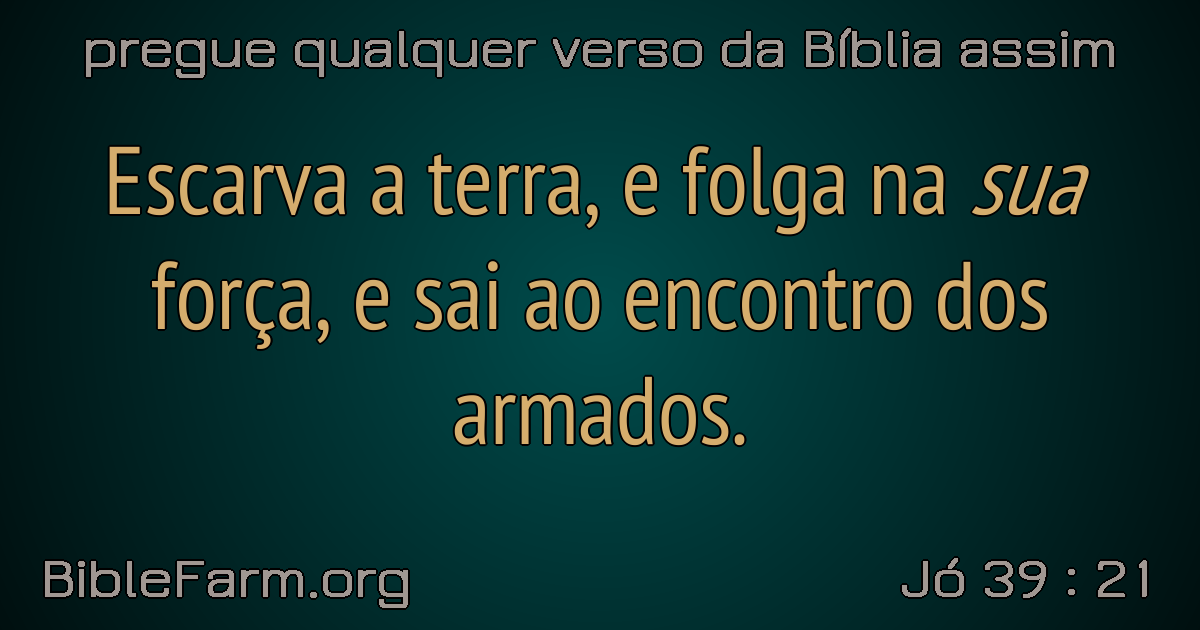 pregue qualquer verso da Bíblia assim
Escarva a terra, e folga na sua
força, e sai ao encontro dos
armados.
BibleFarm.org
Jó 39 : 21